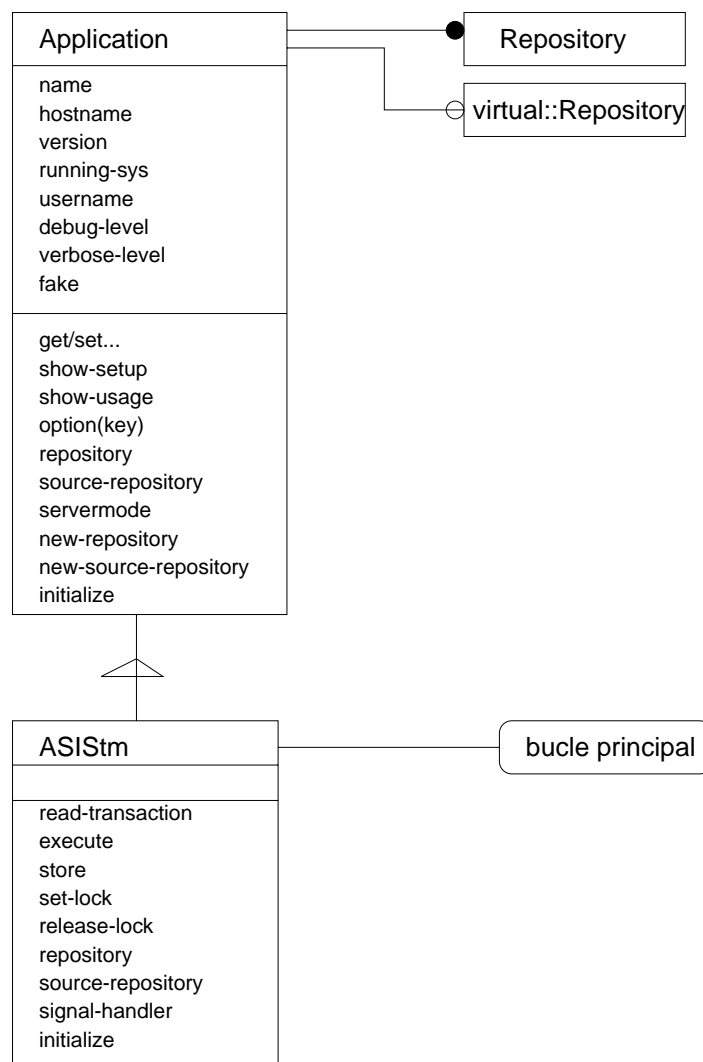 Application
name
hostname
version
running-sys
username
debug-level
verbose-level
fake
get/set...
show-setup
show-usage
option(key)
repository
source-repository
servermode
new-repository
new-source-repository
initialize
Repository
virtual::Repository
ASIStm
read-transaction
execute
store
set-lock
release-lock
repository
source-repository
signal-handler
initialize
bucle principal